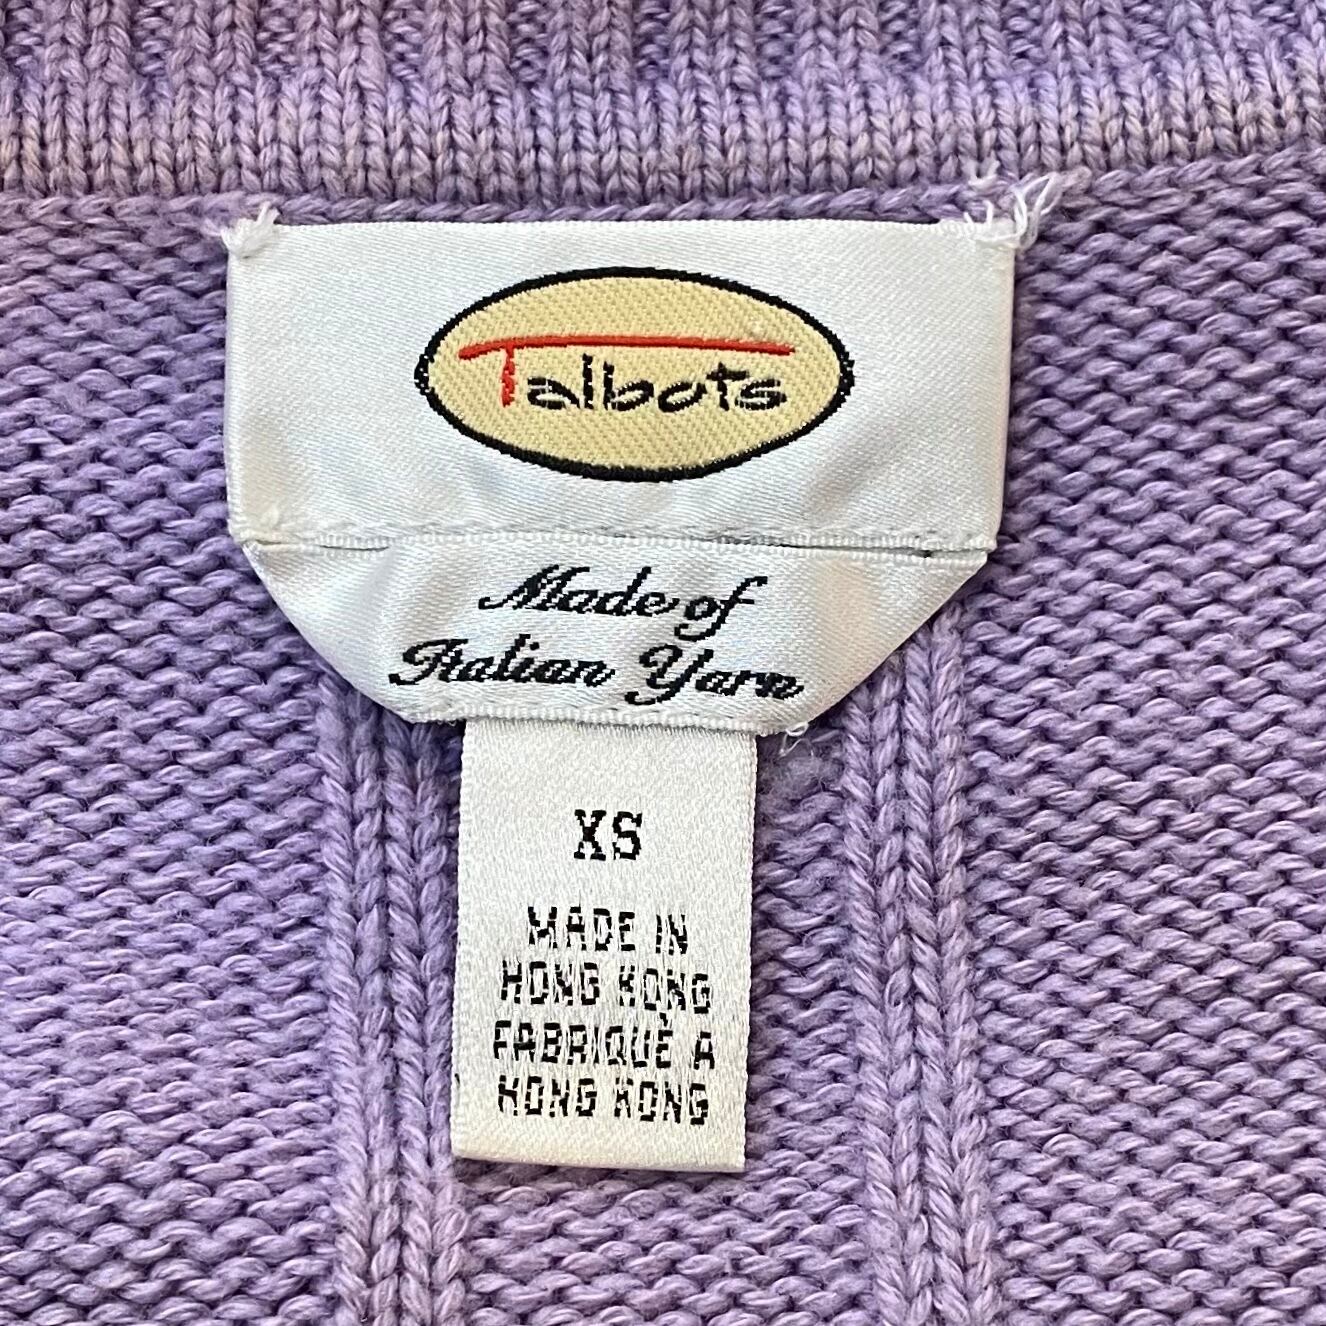 Talbots
Made of
Italian Yarn
XS
MADE IN
HONG KONG
FABRIQUÈ A
HONG KONG